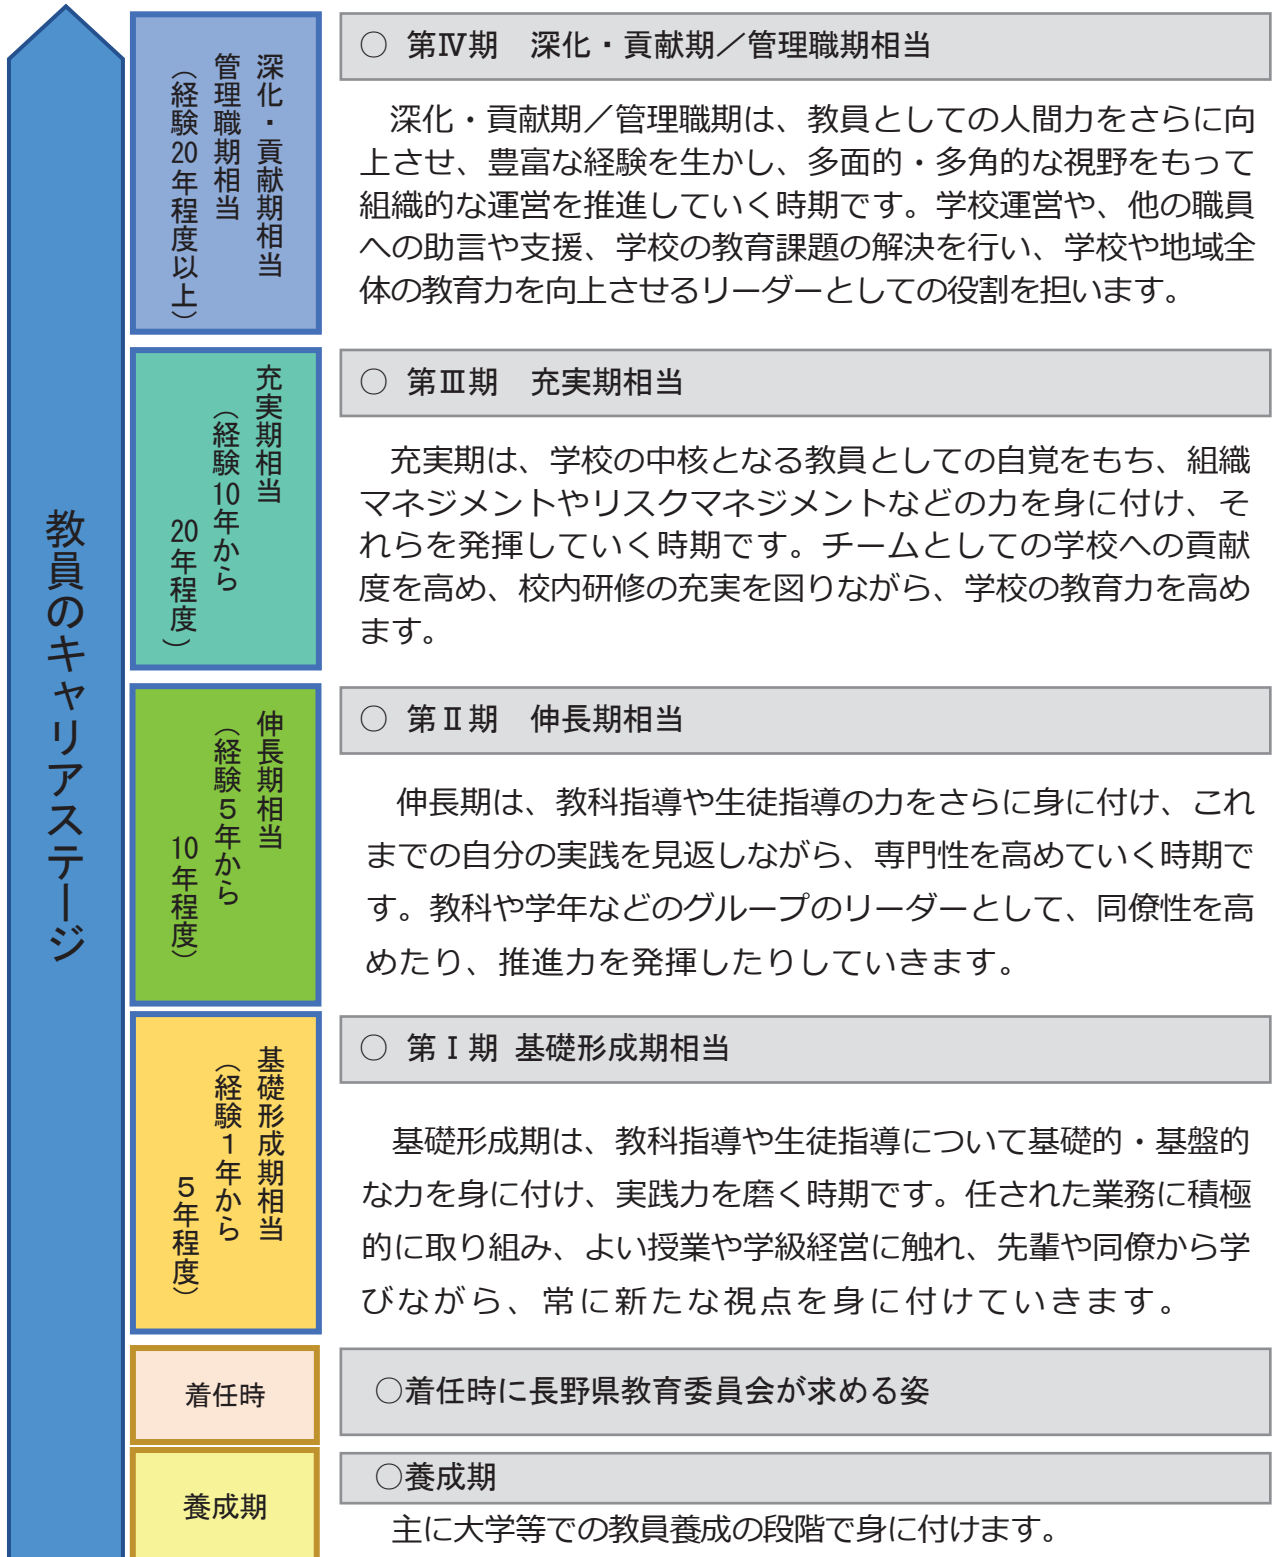 教員のキャリアステージ
深化・貢献期相当
管理職期相当
（経験20年程度以上）
○ 第Ⅳ期　深化・貢献期／管理職期相当
深化・貢献期／管理職期は、教員としての人間力をさらに向
上させ、豊富な経験を生かし、多面的・多角的な視野をもって
組織的な運営を推進していく時期です。学校運営や、他の職員
への助言や支援、学校の教育課題の解決を行い、学校や地域全
体の教育力を向上させるリーダーとしての役割を担います。
充実期相当
（経験10年から
20年程度）
○ 第Ⅲ期　充実期相当
充実期は、学校の中核となる教員としての自覚をもち、組織
マネジメントやリスクマネジメントなどの力を身に付け、そ
れらを発揮していく時期です。チームとしての学校への貢献
度を高め、校内研修の充実を図りながら、学校の教育力を高め
ます。
伸長期相当
（経験５年から
10年程度）
○ 第Ⅱ期　伸長期相当
伸長期は、教科指導や生徒指導の力をさらに身に付け、これ
までの自分の実践を見返しながら、専門性を高めていく時期で
す。教科や学年などのグループのリーダーとして、同僚性を高
めたり、推進力を発揮したりしていきます。
基礎形成期相当
（経験１年から
５年程度）
○ 第Ⅰ期 基礎形成期相当
基礎形成期は、教科指導や生徒指導について基礎的・基盤的
な力を身に付け、実践力を磨く時期です。任された業務に積極
的に取り組み、よい授業や学級経営に触れ、先輩や同僚から学
びながら、常に新たな視点を身に付けていきます。
着任時
○着任時に長野県教育委員会が求める姿
養成期
○養成期
主に大学等での教員養成の段階で身に付けます。